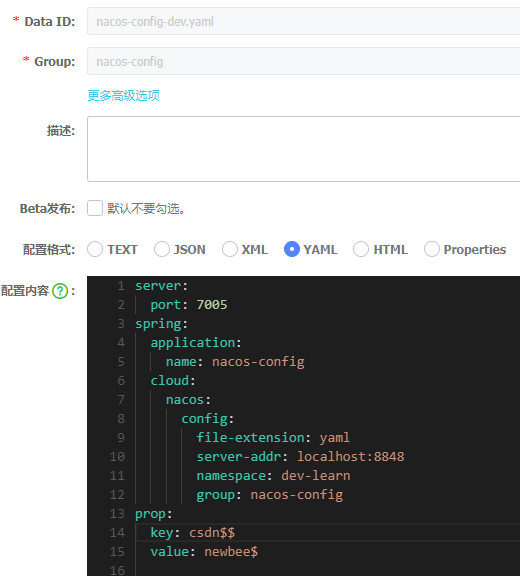 * Data ID: nacos-config-dev.yaml
* Group: nacos-config
更多高级选项
描述:
Beta发布: 默认不要勾选。
配置格式: TEXT JSON XML YAML HTML Properties
配置内容 ? :
1 server:
2   port: 7005
3 spring:
4   application:
5     name: nacos-config
6   cloud:
7     nacos:
8       config:
9         file-extension: yaml
10         server-addr: localhost:8848
11         namespace: dev-learn
12         group: nacos-config
13 prop:
14   key: csdn$$
15   value: newbee$
16